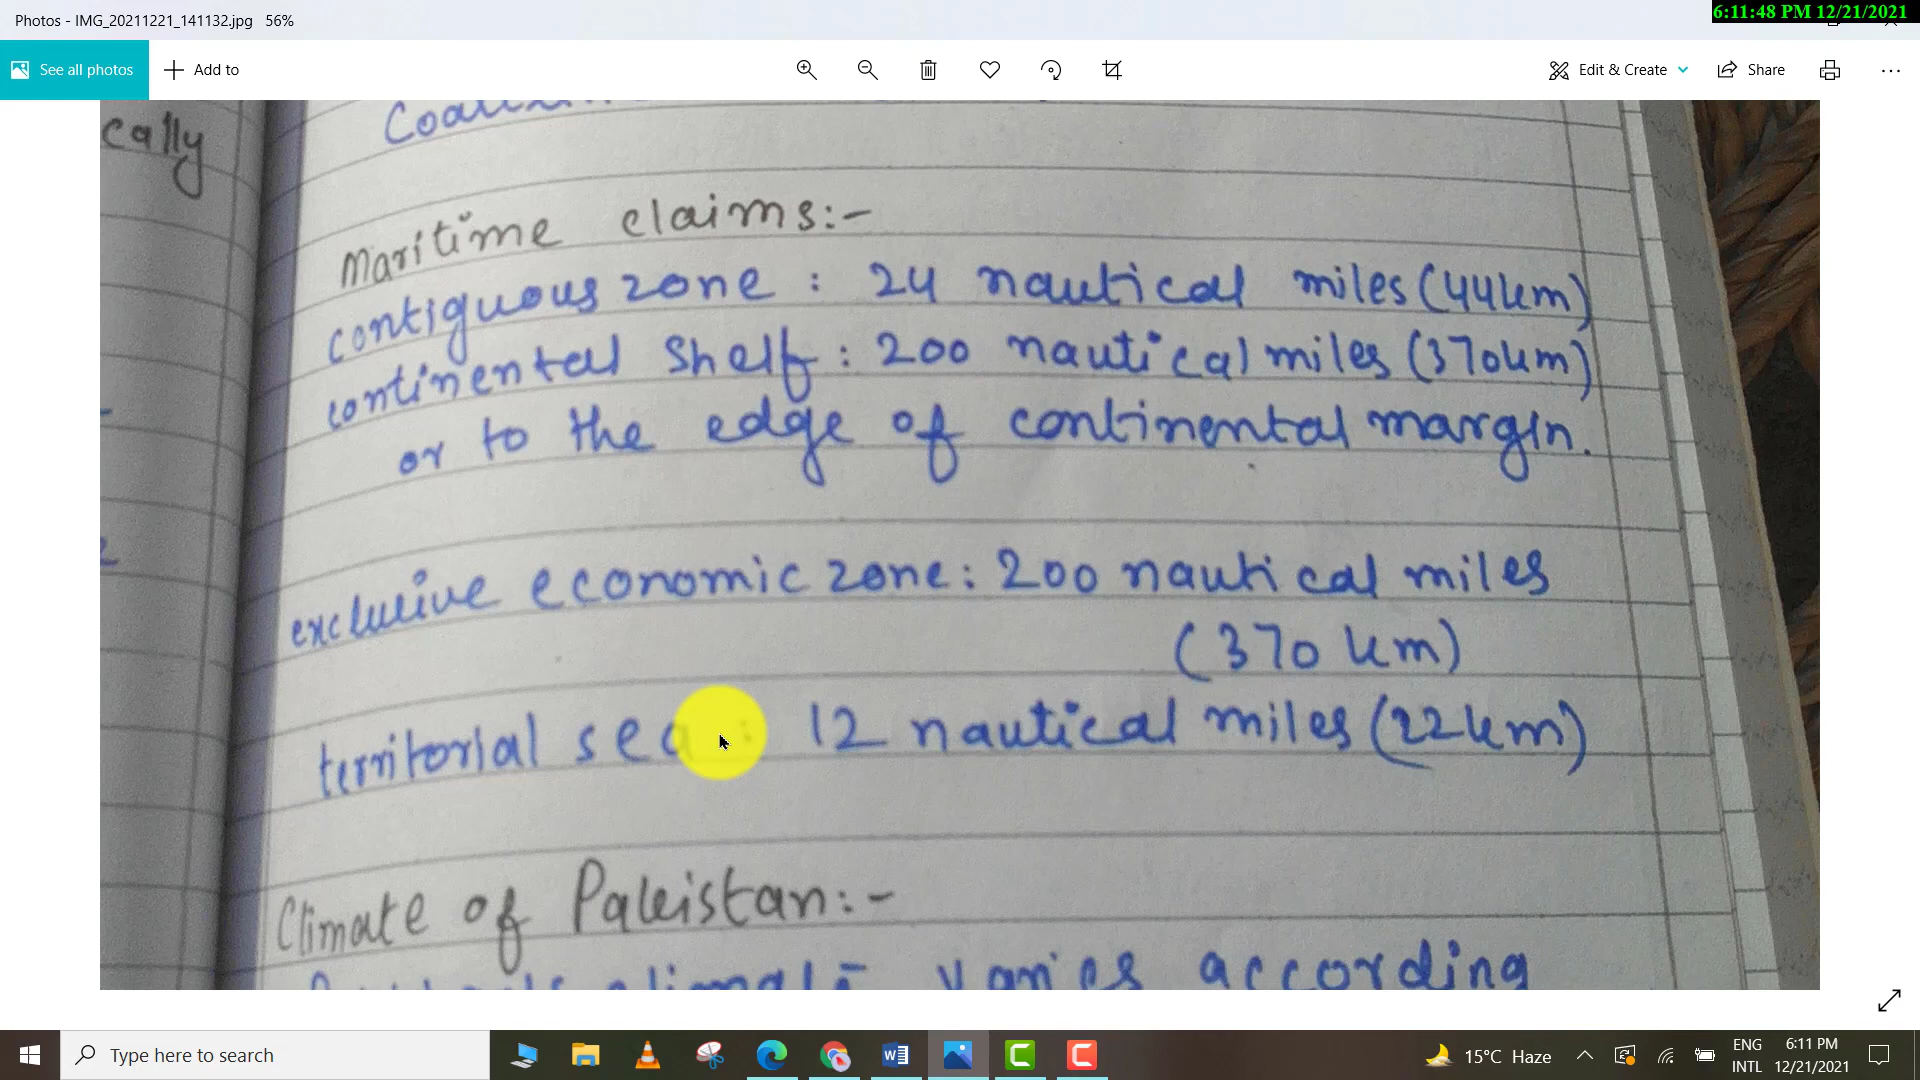 Photos - IMG_20211221_141132.jpg 56%
6:11:48 PM 12/21/2021
See all photos
Add to
Edit & Create
Share
cally
Maritime claims:-
contiguous zone : 24 nautical miles (44km)
continental Shelf : 200 nautical miles (370km)
or to the edge of continental margin.
exclusive economic zone: 200 nautical miles
(370 km)
territorial sea : 12 nautical miles (22km)
Climate of Pakistan:-
climate varies according
Type here to search
15°C Haze
ENG
INTL
6:11 PM
12/21/2021